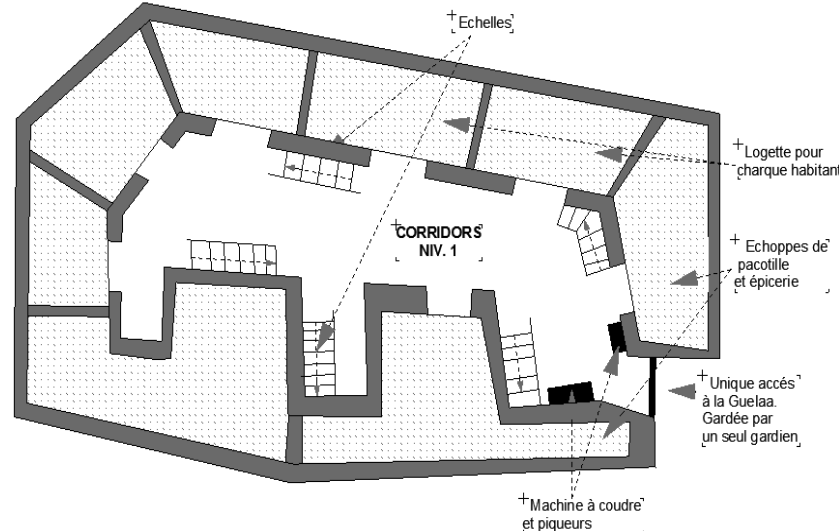 Echelles
Logette pour
charque habitant
CORRIDORS
NIV. 1
Echoppes de
pacotille
et épicerie
Unique accés
à la Guelaa.
Gardée par
un seul gardien
Machine à coudre
et piqueurs